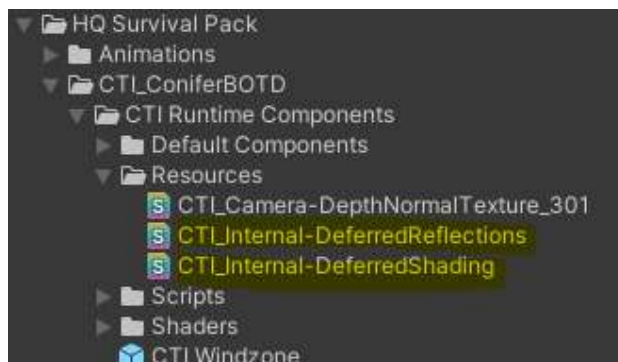 HQ Survival Pack
Animations
CTI_ConiferBOTD
CTI Runtime Components
Default Components
Resources
CTI_Camera-DepthNormalTexture_301
CTI_Internal-DeferredReflections
CTI_Internal-DeferredShading
Scripts
Shaders
CTI Windzone